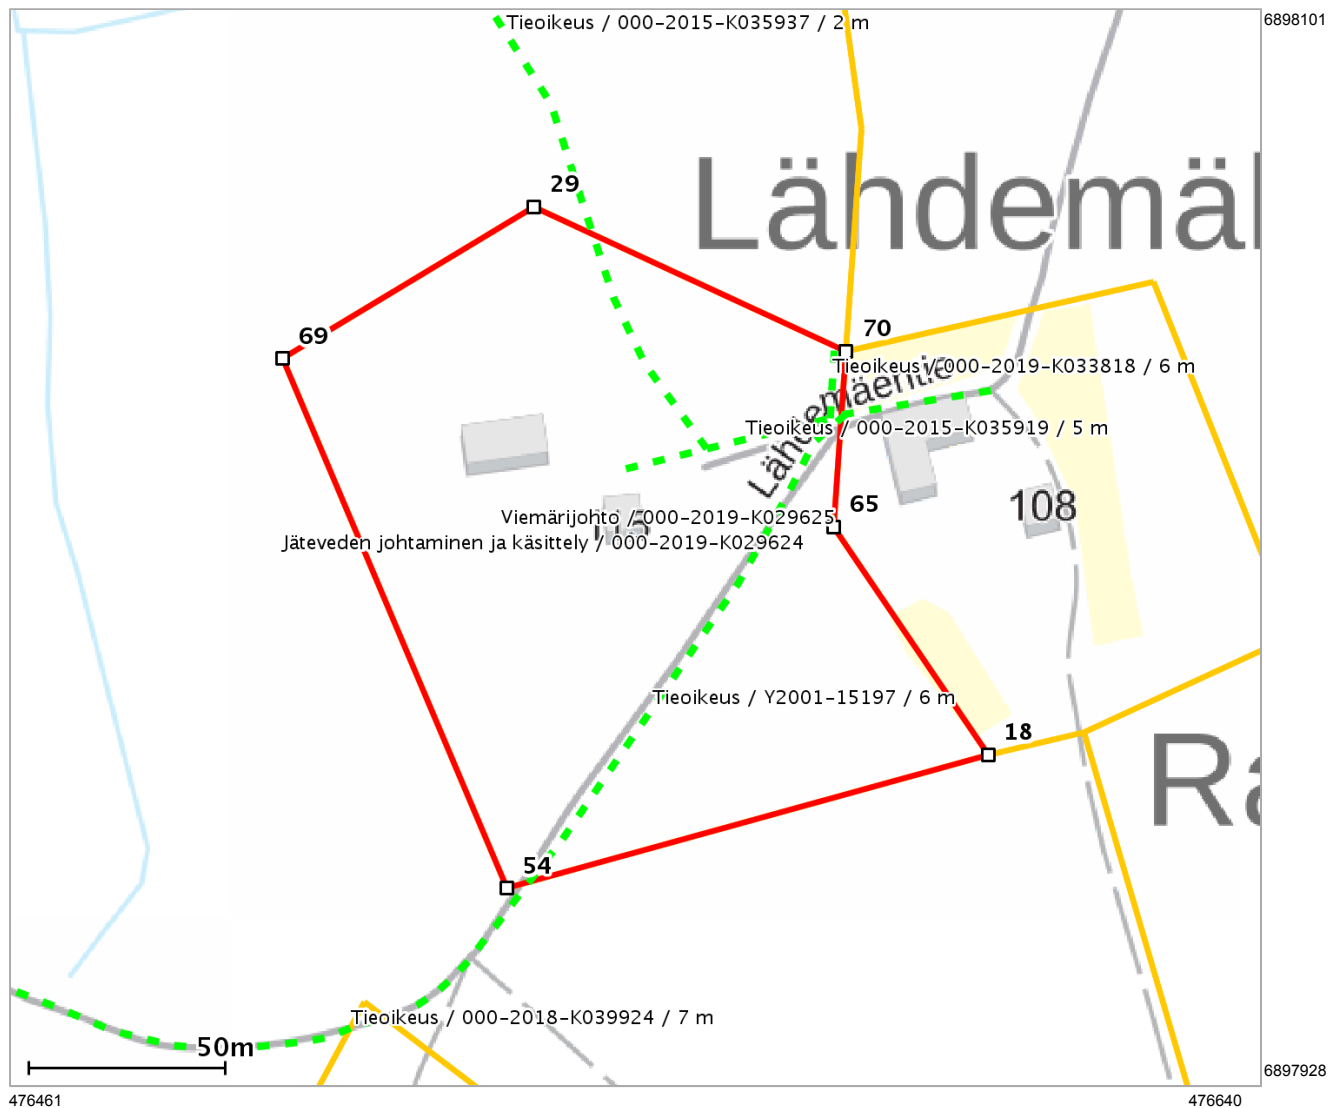 Tieoikeus / 000-2015-K035937 / 2 m
6898101
29
Lähdemäl
70
69
Tieoikeus / 000-2019-K033818 / 6 m
Lähdemäentie
Tieoikeus / 000-2015-K035919 / 5 m
65
108
Viemärijohto / 000-2019-K029625
Jäteveden johtaminen ja käsittely / 000-2019-K029624
Tieoikeus / Y2001-15197 / 6 m
18
Ra
54
Tieoikeus / 000-2018-K039924 / 7 m
50m
6897928
476461
476640